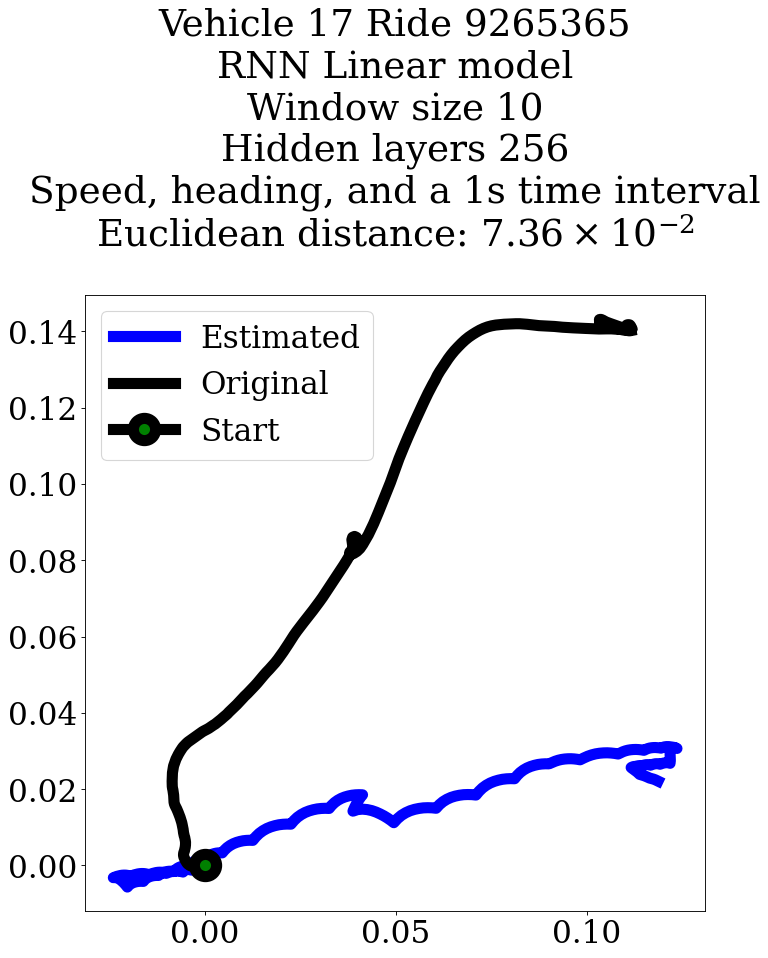 Vehicle 17 Ride 9265365
RNN Linear model
Window size 10
Hidden layers 256
Speed, heading, and a 1s time interval
Euclidean distance: 7.36 × 10⁻²
Estimated
Original
Start
0.14
0.12
0.10
0.08
0.06
0.04
0.02
0.00
0.00 0.05 0.10